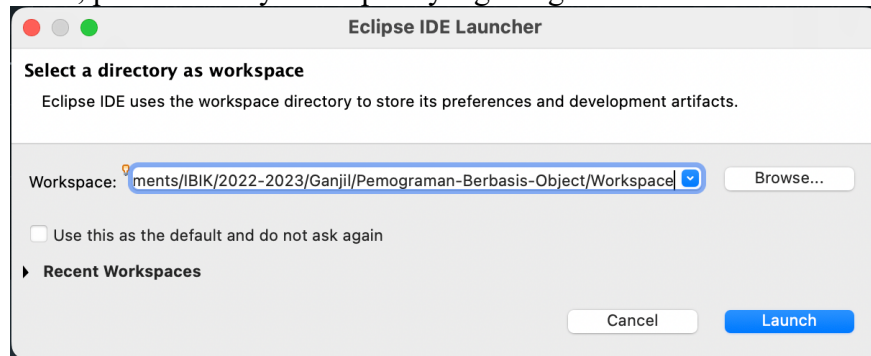 Eclipse IDE Launcher
Select a directory as workspace
Eclipse IDE uses the workspace directory to store its preferences and development artifacts.
Workspace: ments/IBIK/2022-2023/Ganjil/Pemograman-Berbasis-Object/Workspace Browse...
Use this as the default and do not ask again
Recent Workspaces
Cancel Launch